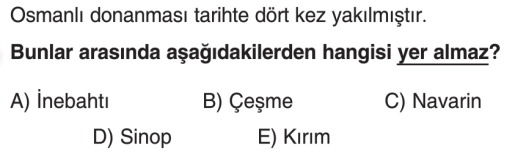 Osmanlı donanması tarihte dört kez yakılmıştır.
Bunlar arasında aşağıdakilerden hangisi yer almaz?
A) İnebahtı B) Çeşme C) Navarin
D) Sinop E) Kırım